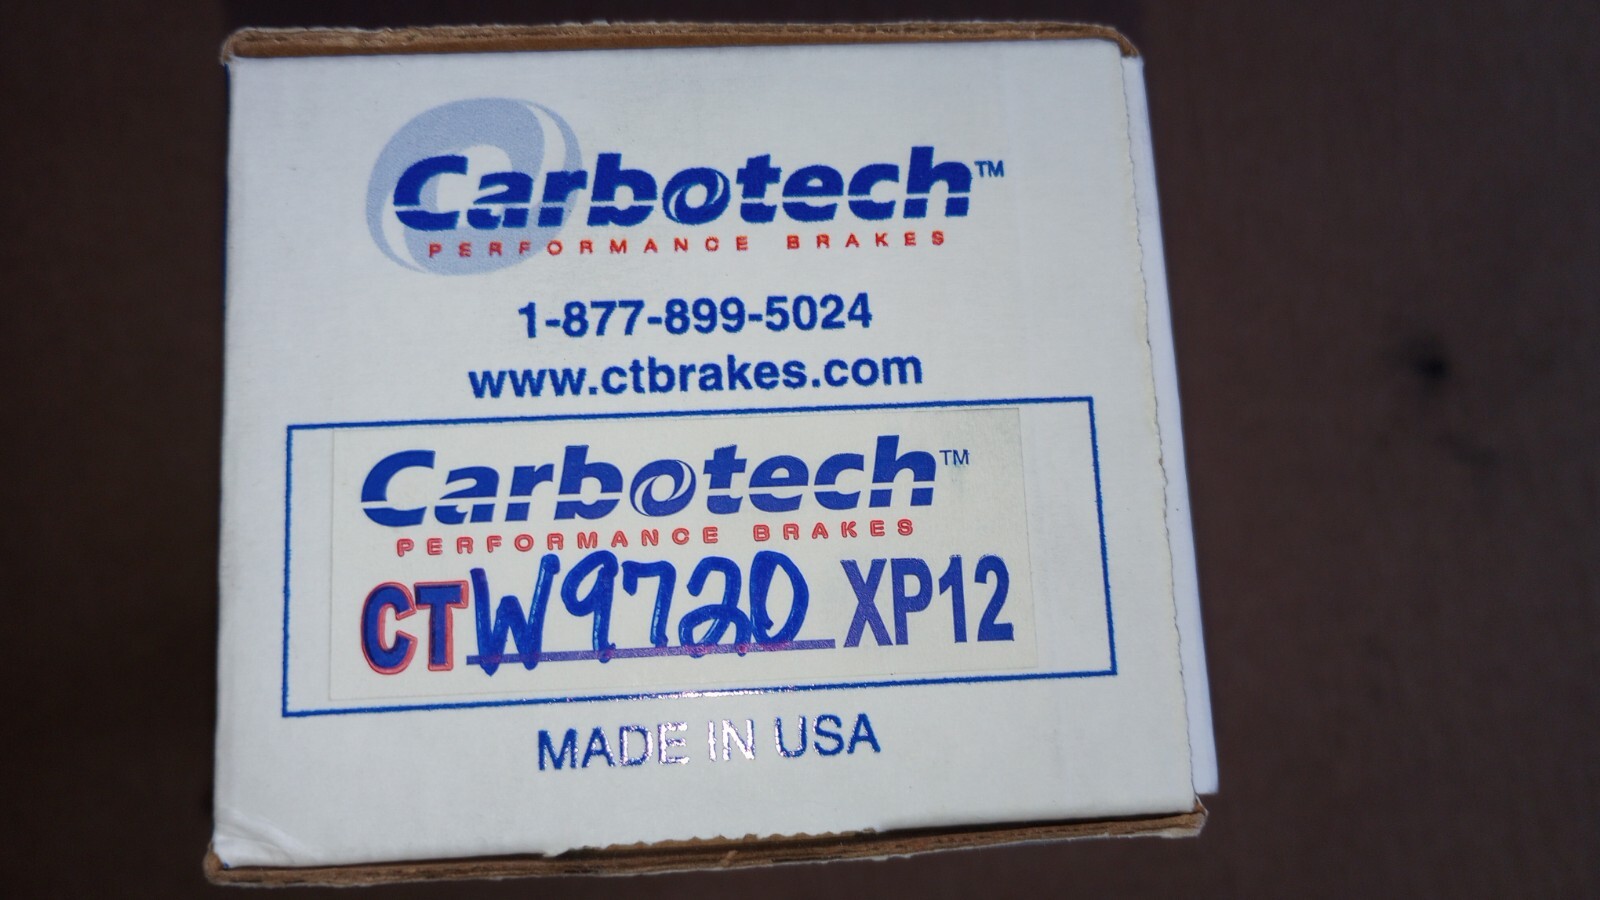 Carbotech™
PERFORMANCE BRAKES
1-877-899-5024
www.ctbrakes.com
Carbotech™
PERFORMANCE BRAKES
CTW9720 XP12
MADE IN USA